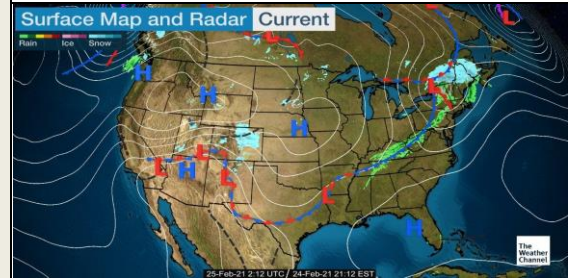 Surface Map and Radar Current
Rain Ice Snow
L
L
L
H
H
H
L
L
H
L
L
H
The
Weather
Channel
25-Feb-21 2:12 UTC / 24-Feb-21 21:12 EST